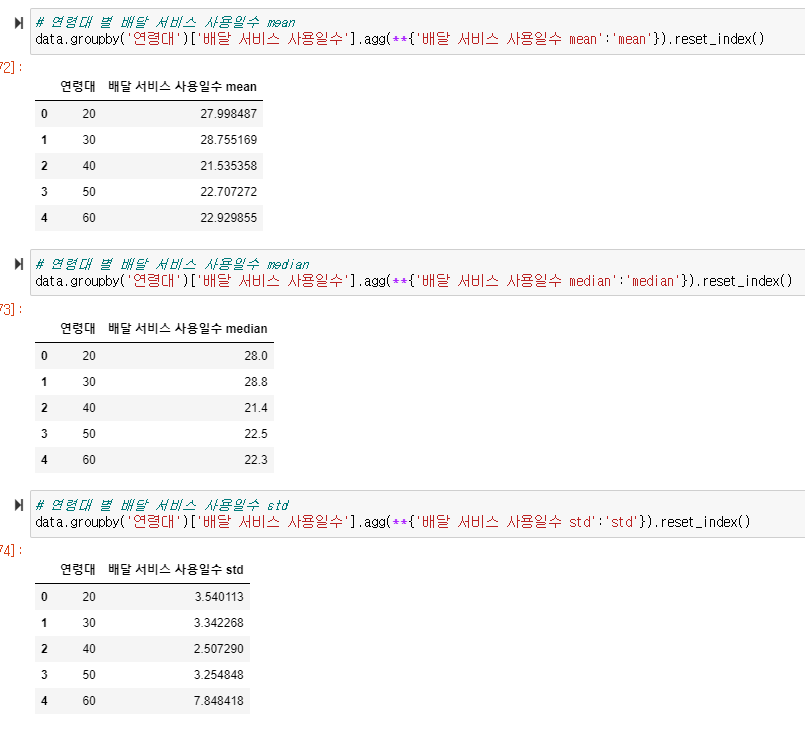 # 연령대 별 배달 서비스 사용일수 mean
data.groupby('연령대')['배달 서비스 사용일수'].agg(**{'배달 서비스 사용일수 mean':'mean'}).reset_index()
72]:
연령대 배달 서비스 사용일수 mean
0 20 27.998487
1 30 28.755169
2 40 21.535358
3 50 22.707272
4 60 22.929855
# 연령대 별 배달 서비스 사용일수 median
data.groupby('연령대')['배달 서비스 사용일수'].agg(**{'배달 서비스 사용일수 median':'median'}).reset_index()
73]:
연령대 배달 서비스 사용일수 median
0 20 28.0
1 30 28.8
2 40 21.4
3 50 22.5
4 60 22.3
# 연령대 별 배달 서비스 사용일수 std
data.groupby('연령대')['배달 서비스 사용일수'].agg(**{'배달 서비스 사용일수 std':'std'}).reset_index()
74]:
연령대 배달 서비스 사용일수 std
0 20 3.540113
1 30 3.342268
2 40 2.507290
3 50 3.254848
4 60 7.848418